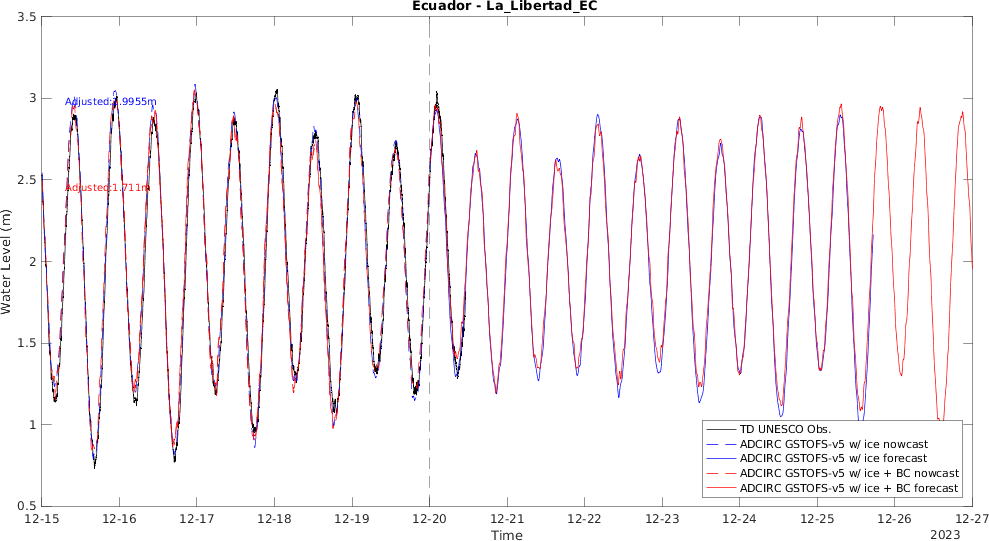 Ecuador - La_Libertad_EC
3.5
3
2.5
2
1.5
1
0.5
Water Level (m)
Adjusted:1.711m
12-15
12-16
12-17
12-18
12-19
12-20
12-21
12-22
12-23
12-24
12-25
12-26
12-27
Time
2023
TD UNESCO Obs.
ADCIRC GSTOFS-v5 w/ ice nowcast
ADCIRC GSTOFS-v5 w/ ice forecast
ADCIRC GSTOFS-v5 w/ ice + BC nowcast
ADCIRC GSTOFS-v5 w/ ice + BC forecast